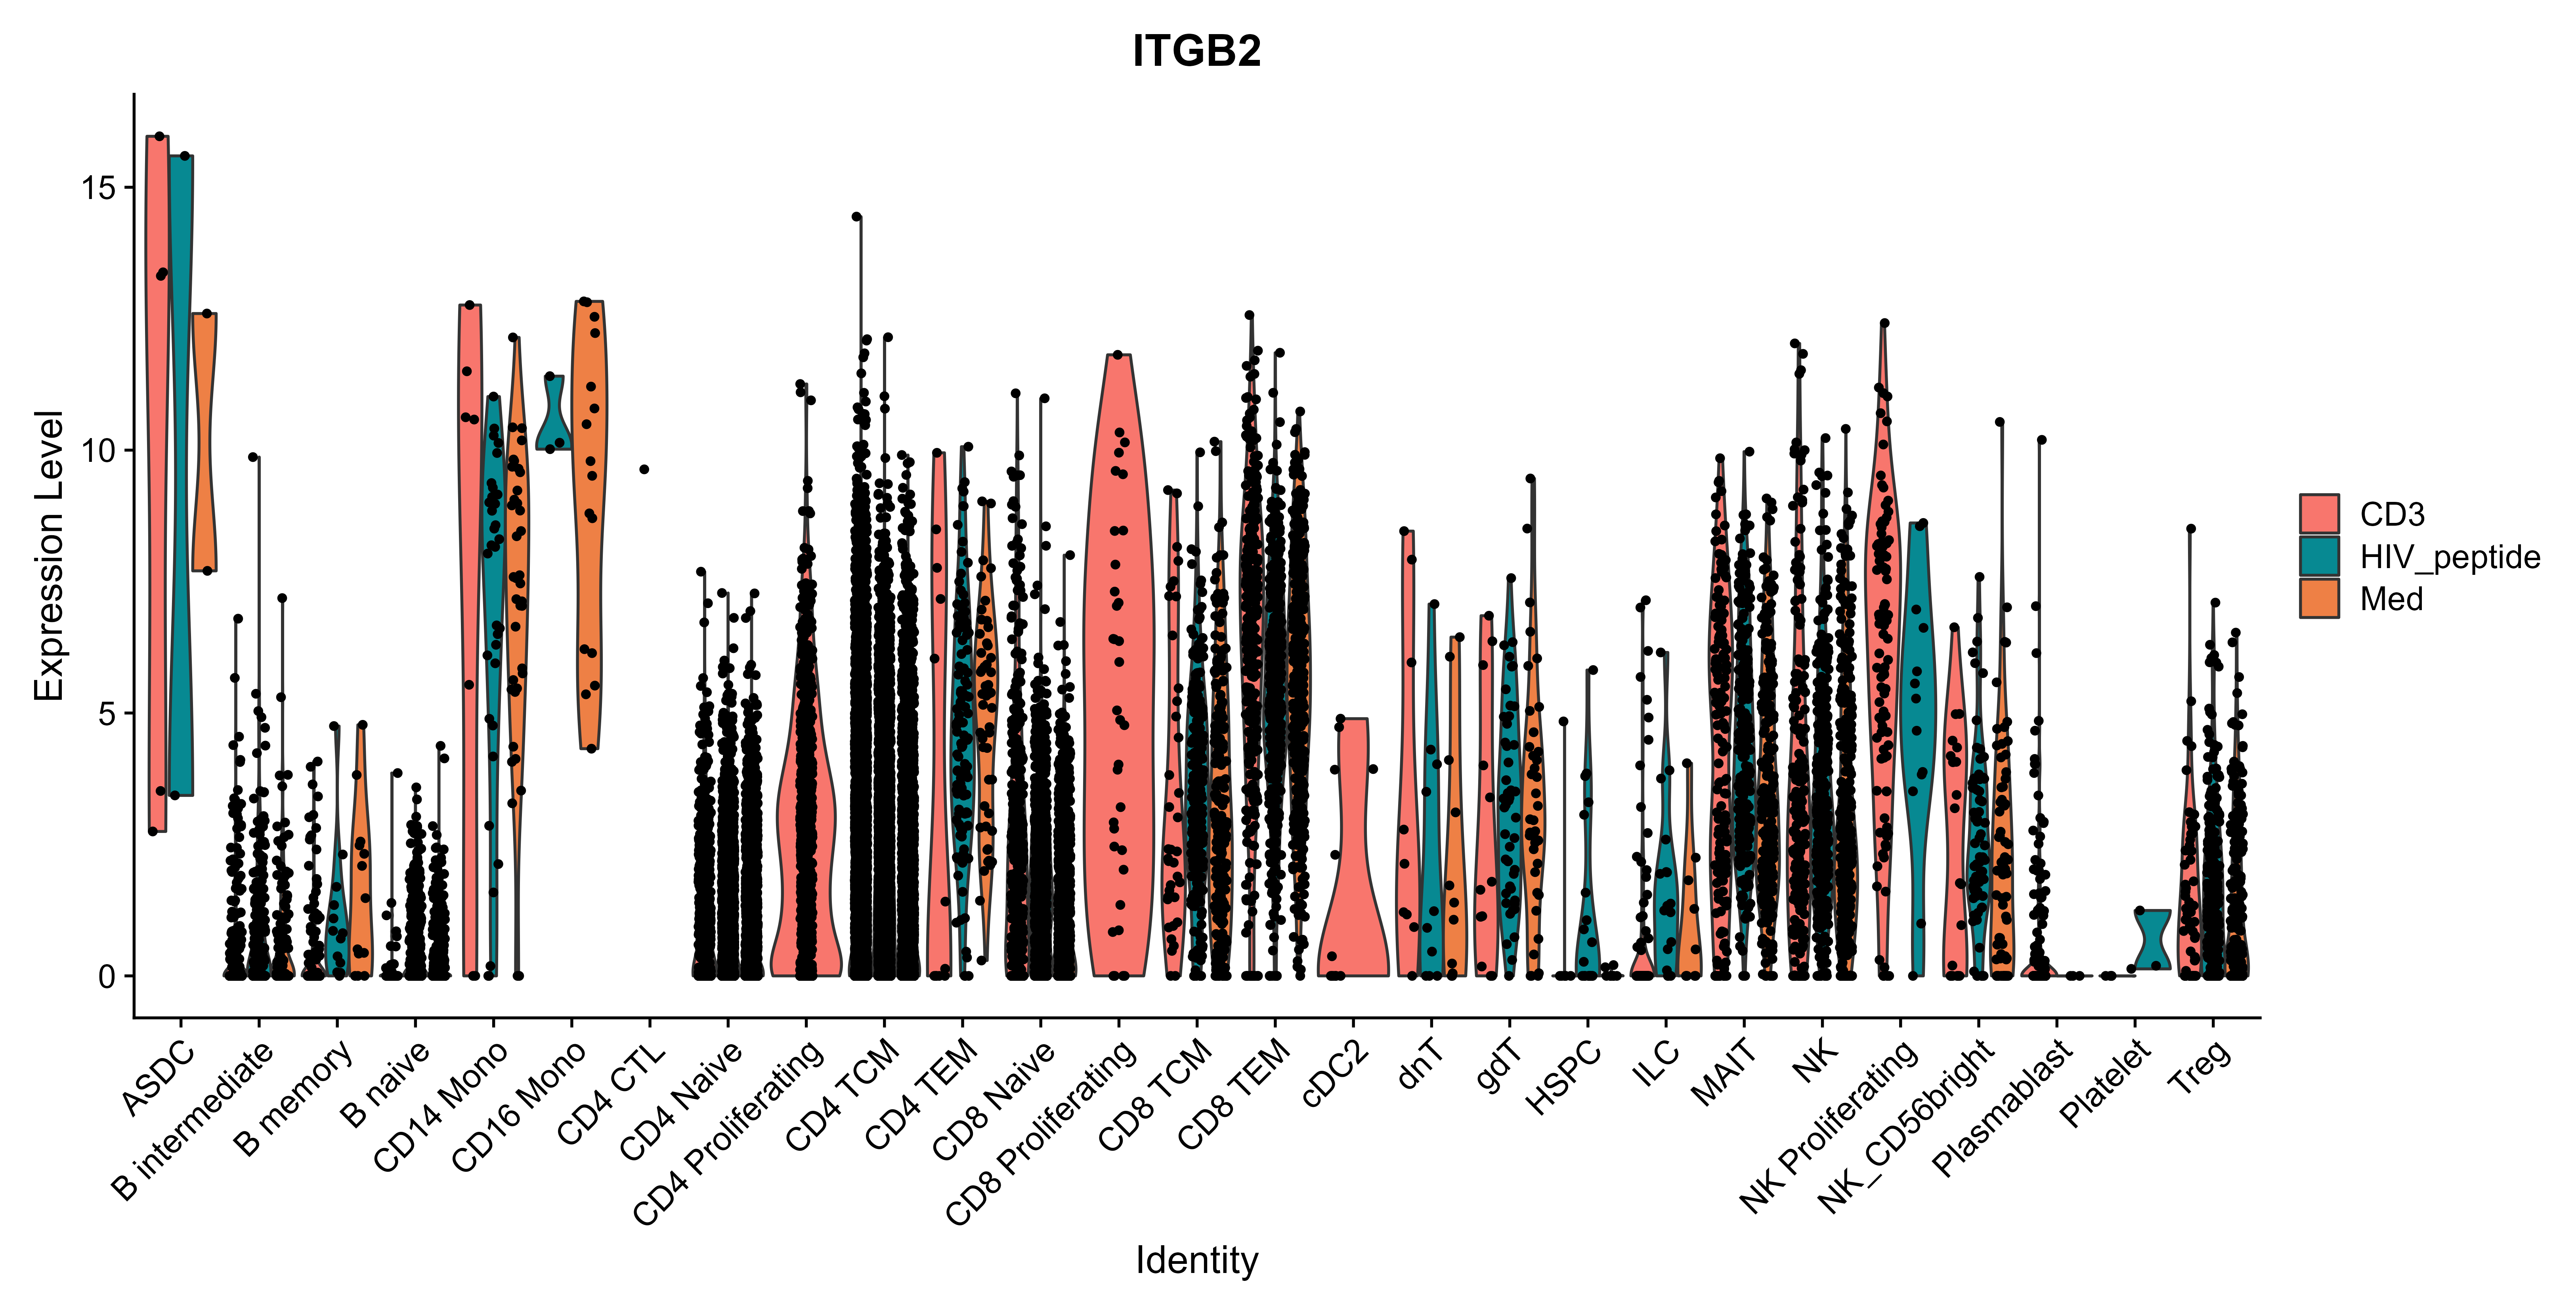 ITGB2
Expression Level
15
10
5
0
CD3
HIV_peptide
Med
ASDC
B intermediate
B memory
B naive
CD14 Mono
CD16 Mono
CD4 CTL
CD4 Naive
CD4 Proliferating
CD4 TCM
CD4 TEM
CD8 Naive
CD8 Proliferating
CD8 TCM
CD8 TEM
cDC2
dnT
gdT
HSPC
ILC
MAIT
NK
NK Proliferating
NK_CD56bright
Plasmablast
Platelet
Treg
Identity